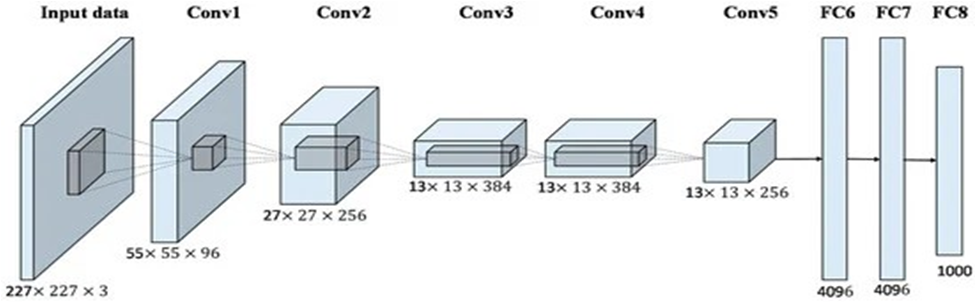 Input data Conv1 Conv2 Conv3 Conv4 Conv5 FC6 FC7 FC8
13× 13 × 384 13× 13 × 384 13× 13 × 256
27× 27 × 256
55× 55 × 96
1000
227× 227 × 3 4096 4096